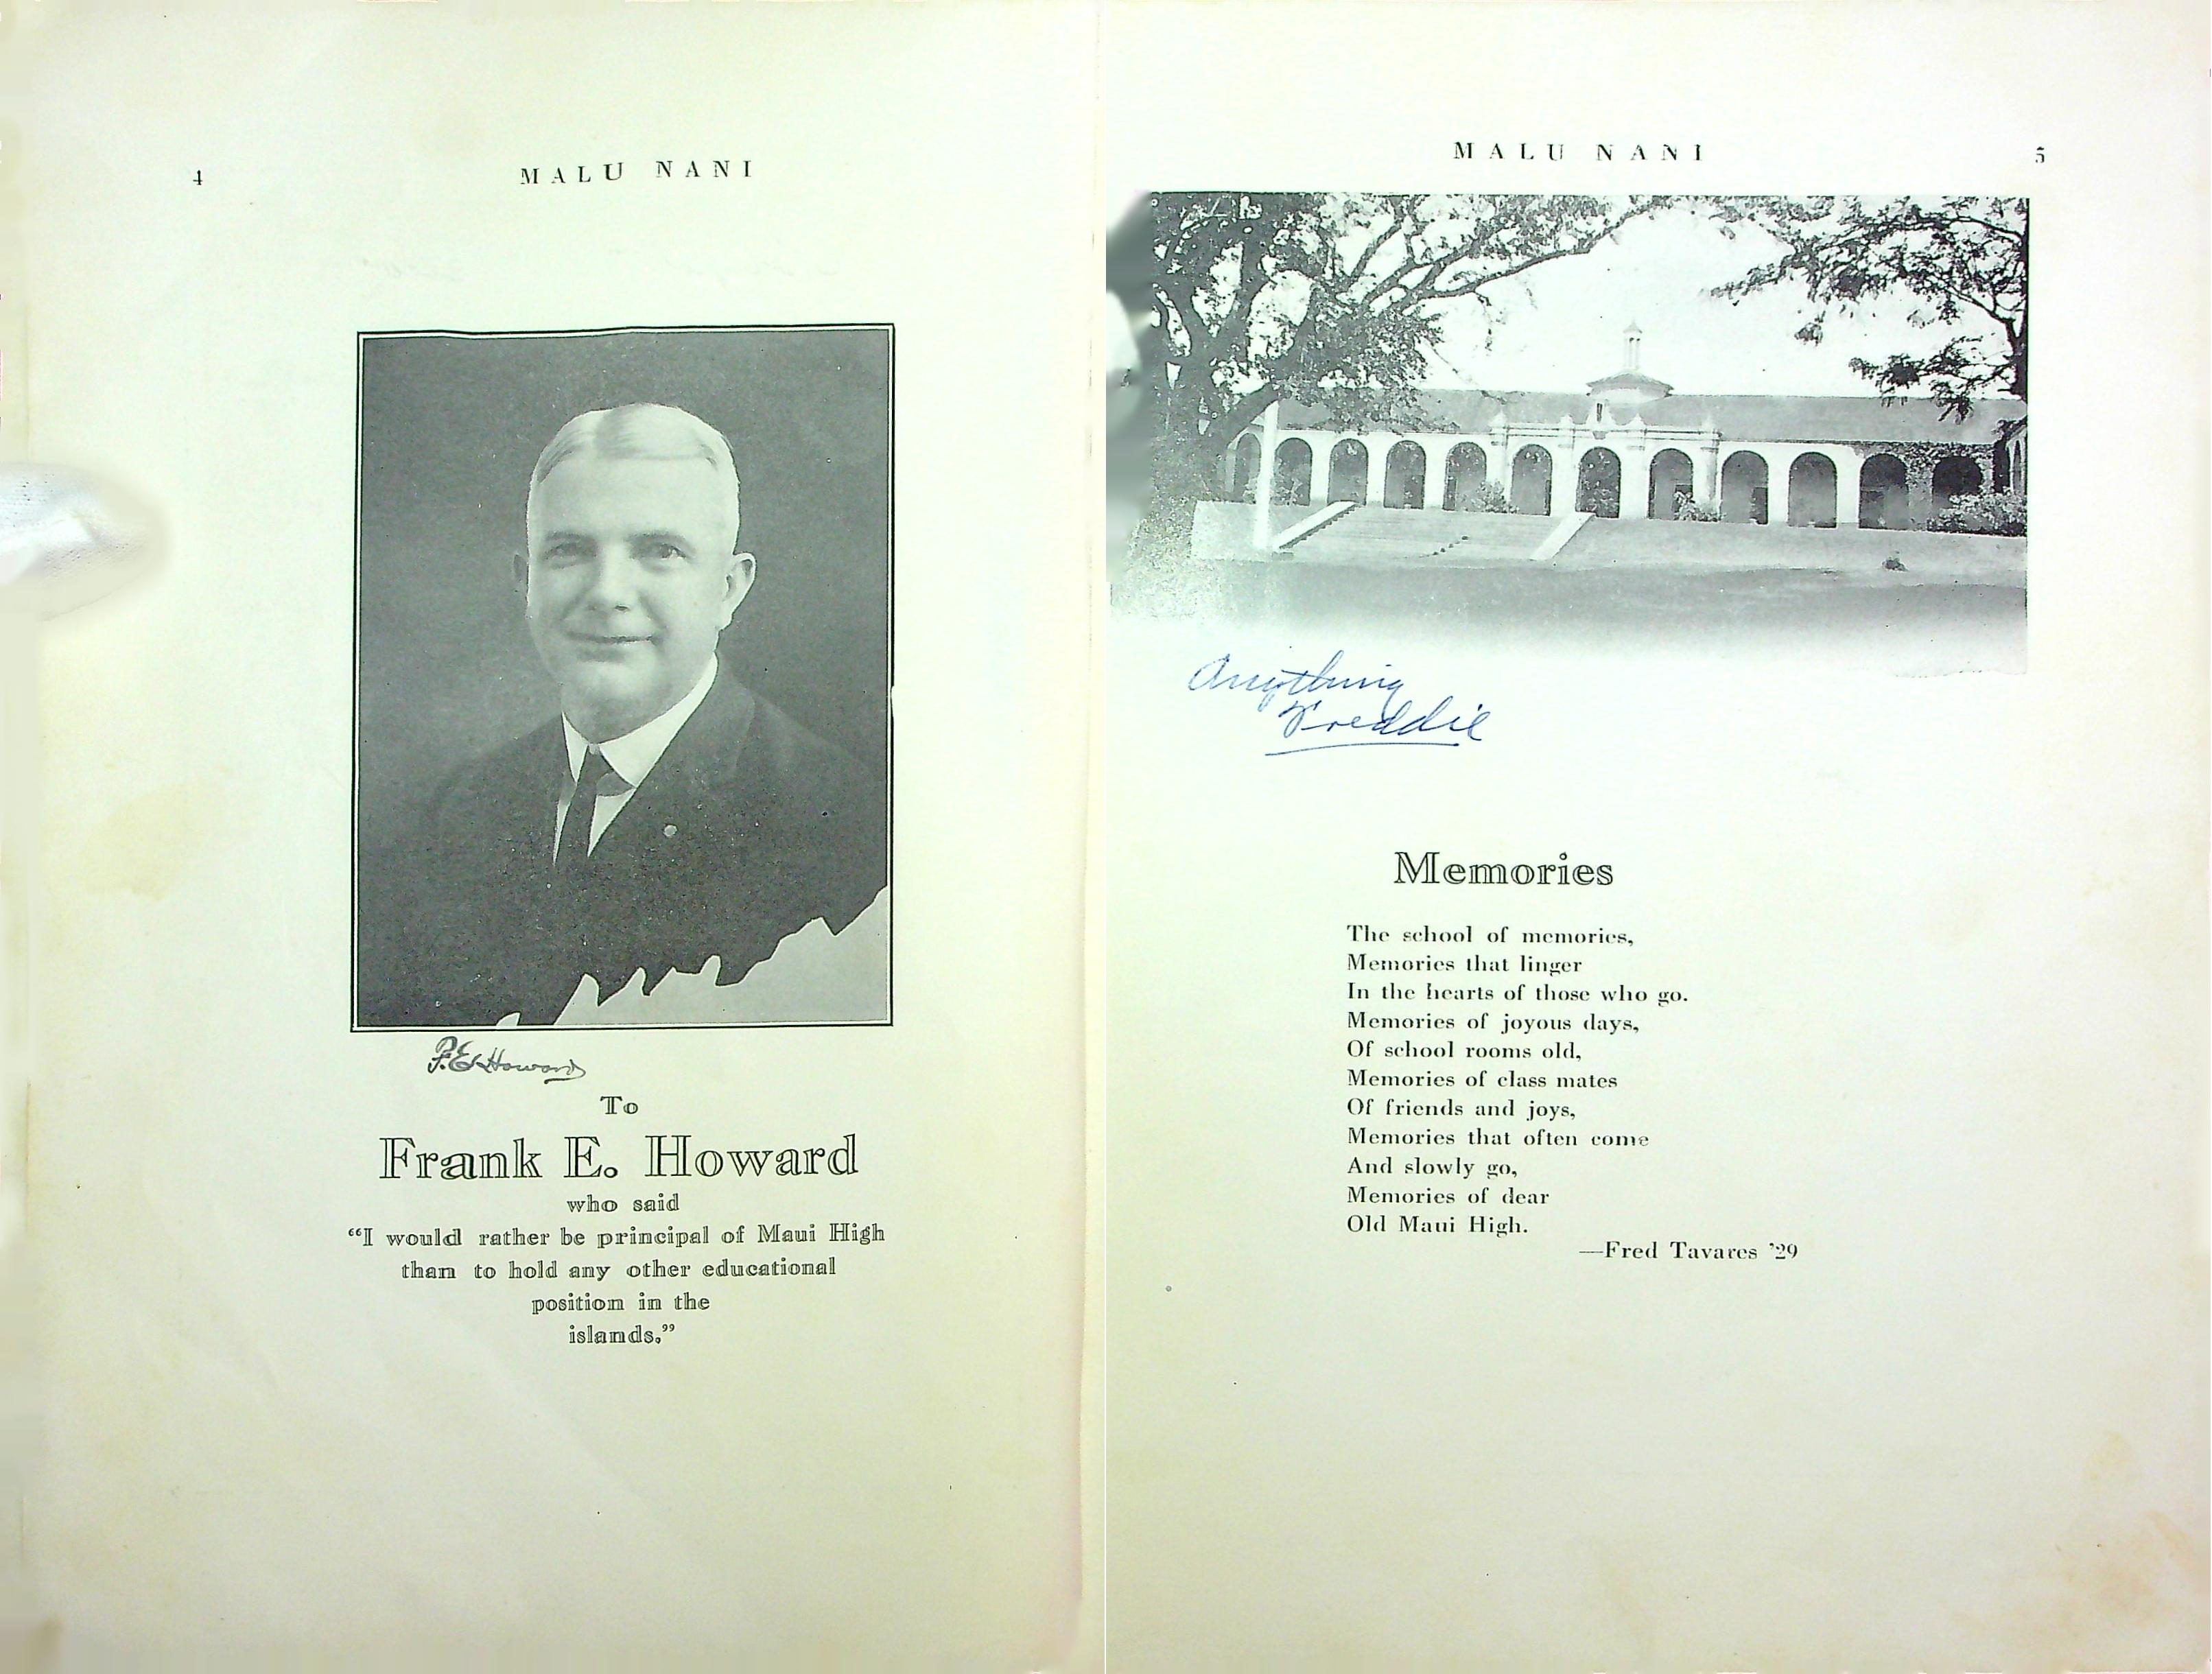 4
MALU NANI
F. E. Howard
To
Frank E. Howard
who said
“I would rather be principal of Maui High
than to hold any other educational
position in the
islands.”
MALU NANI
5
Anything
Freddie
Memories
The school of memories,
Memories that linger
In the hearts of those who go.
Memories of joyous days,
Of school rooms old,
Memories of class mates
Of friends and joys,
Memories that often come
And slowly go,
Memories of dear
Old Maui High.
—Fred Tavares ’29